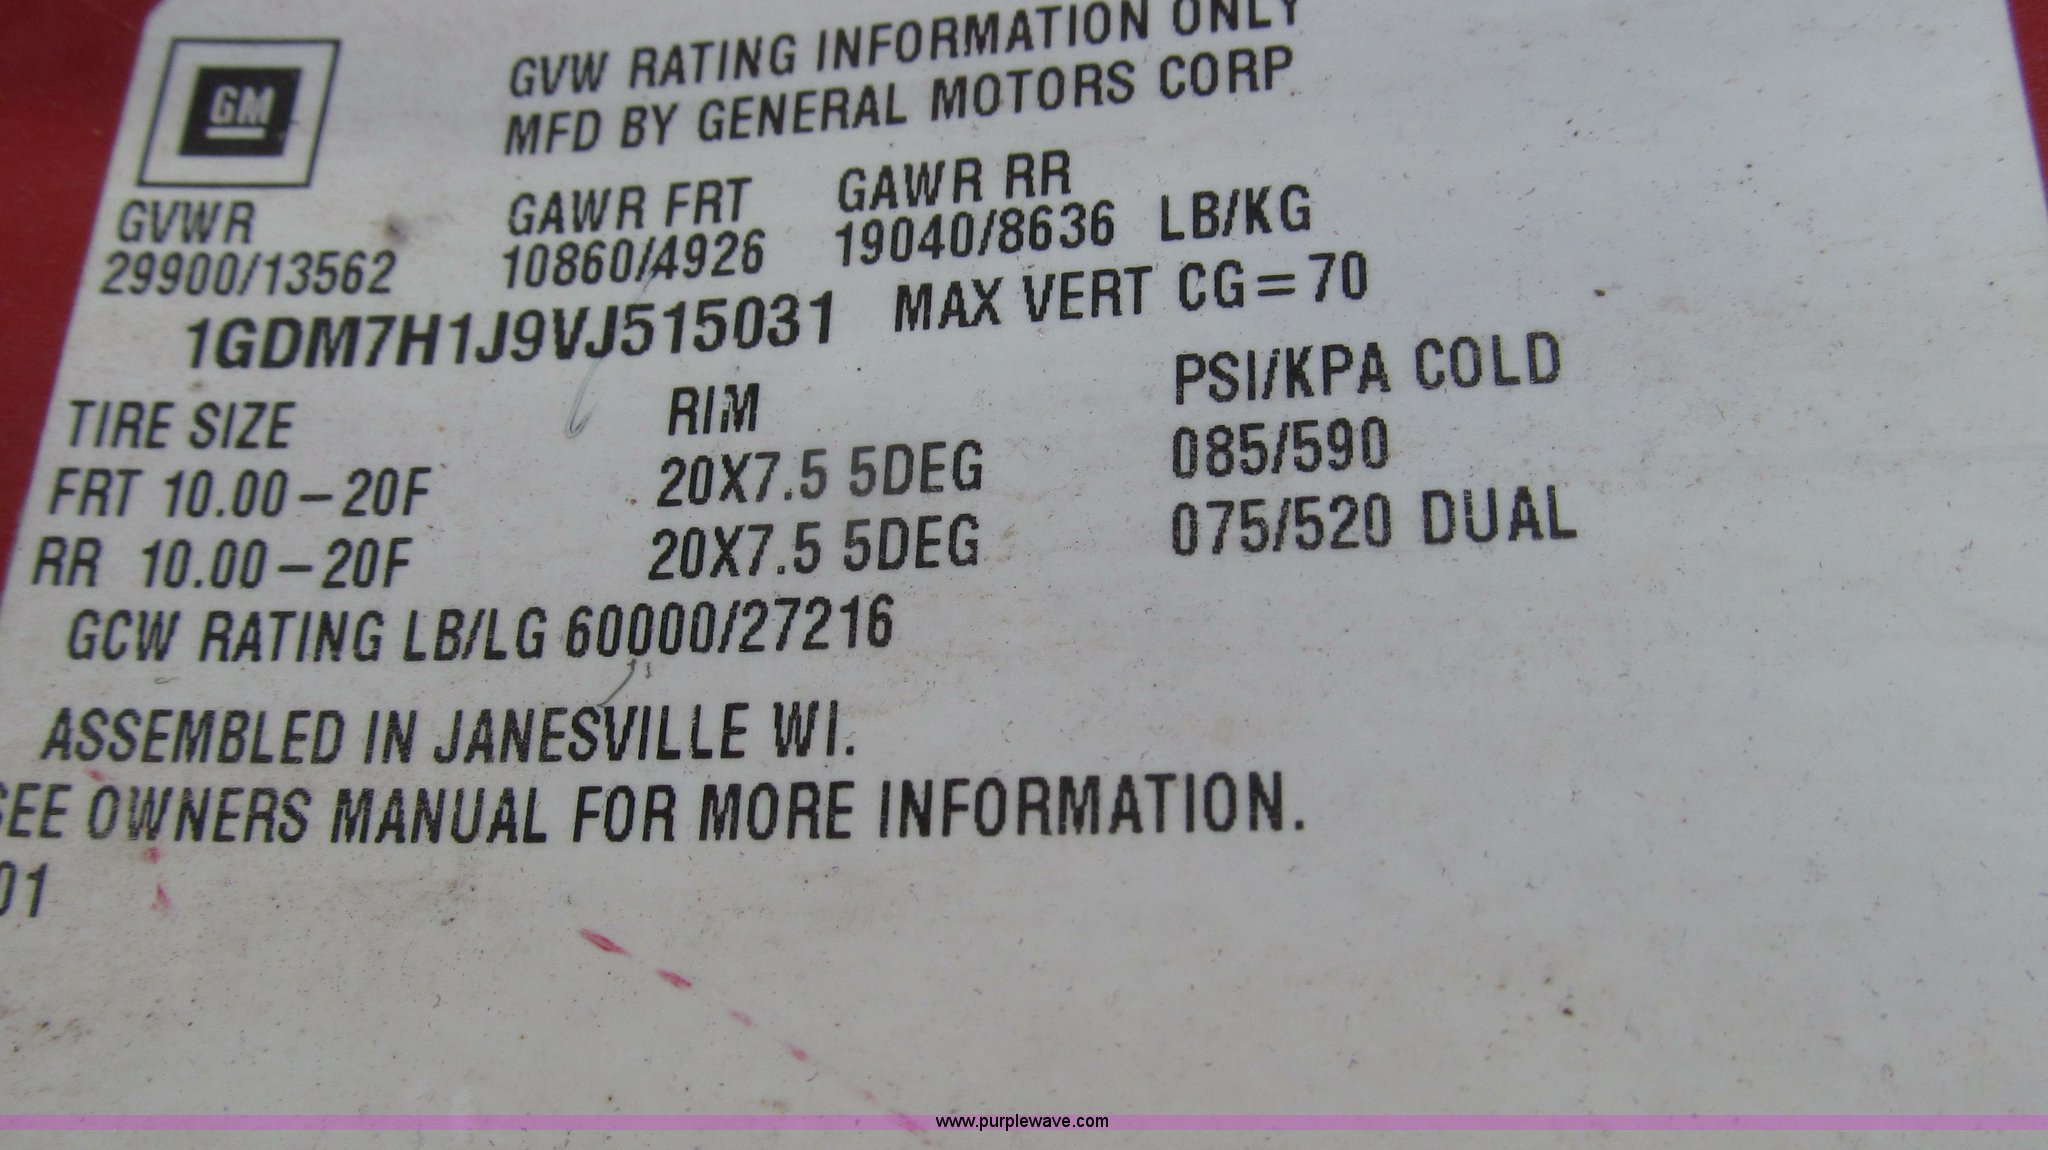 GM
GVW RATING INFORMATION ONLY
MFD BY GENERAL MOTORS CORP
GVWR GAWR FRT GAWR RR
29900/13562 10860/4926 19040/8636 LB/KG
1GDM7H1J9VJ515031 MAX VERT CG=70
TIRE SIZE RIM PSI/KPA COLD
FRT 10.00-20F 20X7.5 5DEG 085/590
RR 10.00-20F 20X7.5 5DEG 075/520 DUAL
GCW RATING LB/LG 60000/27216
ASSEMBLED IN JANESVILLE WI.
SEE OWNERS MANUAL FOR MORE INFORMATION.
01
www.purplewave.com